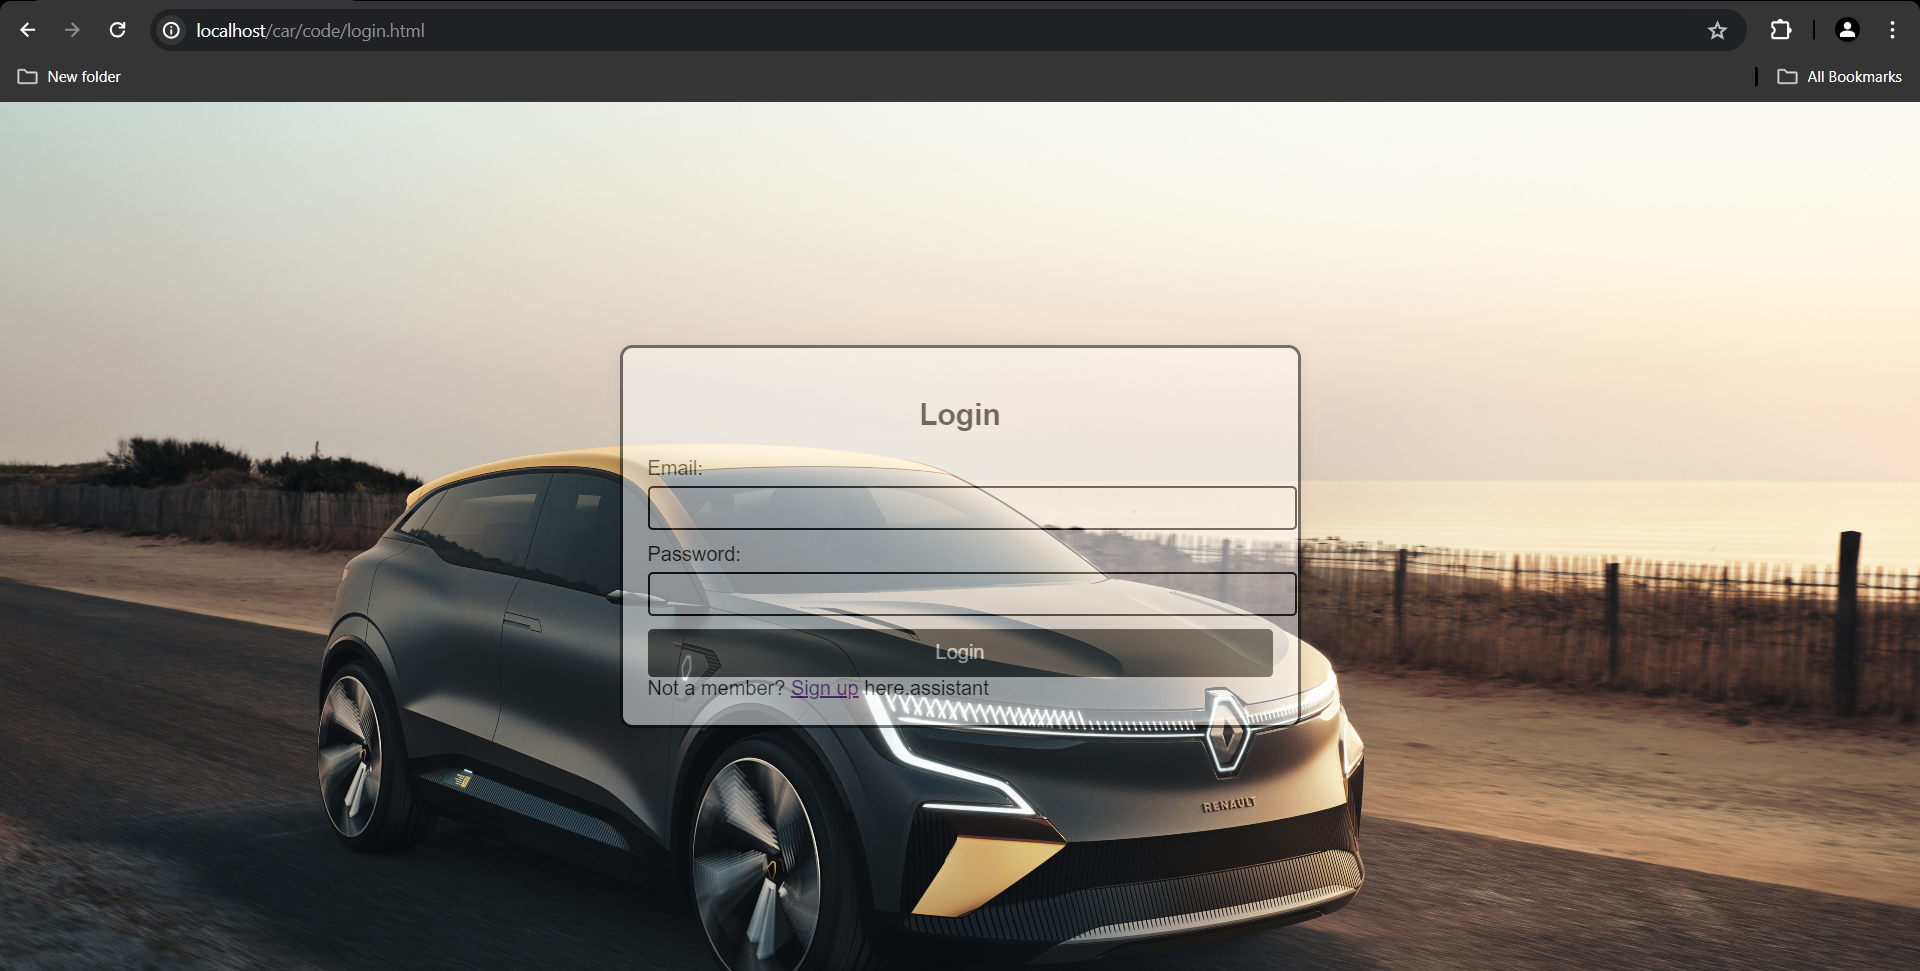 localhost/car/code/login.html
New folder
All Bookmarks
Login
Email:
Password:
Login
Not a member? Sign up here.assistant
RENAULT